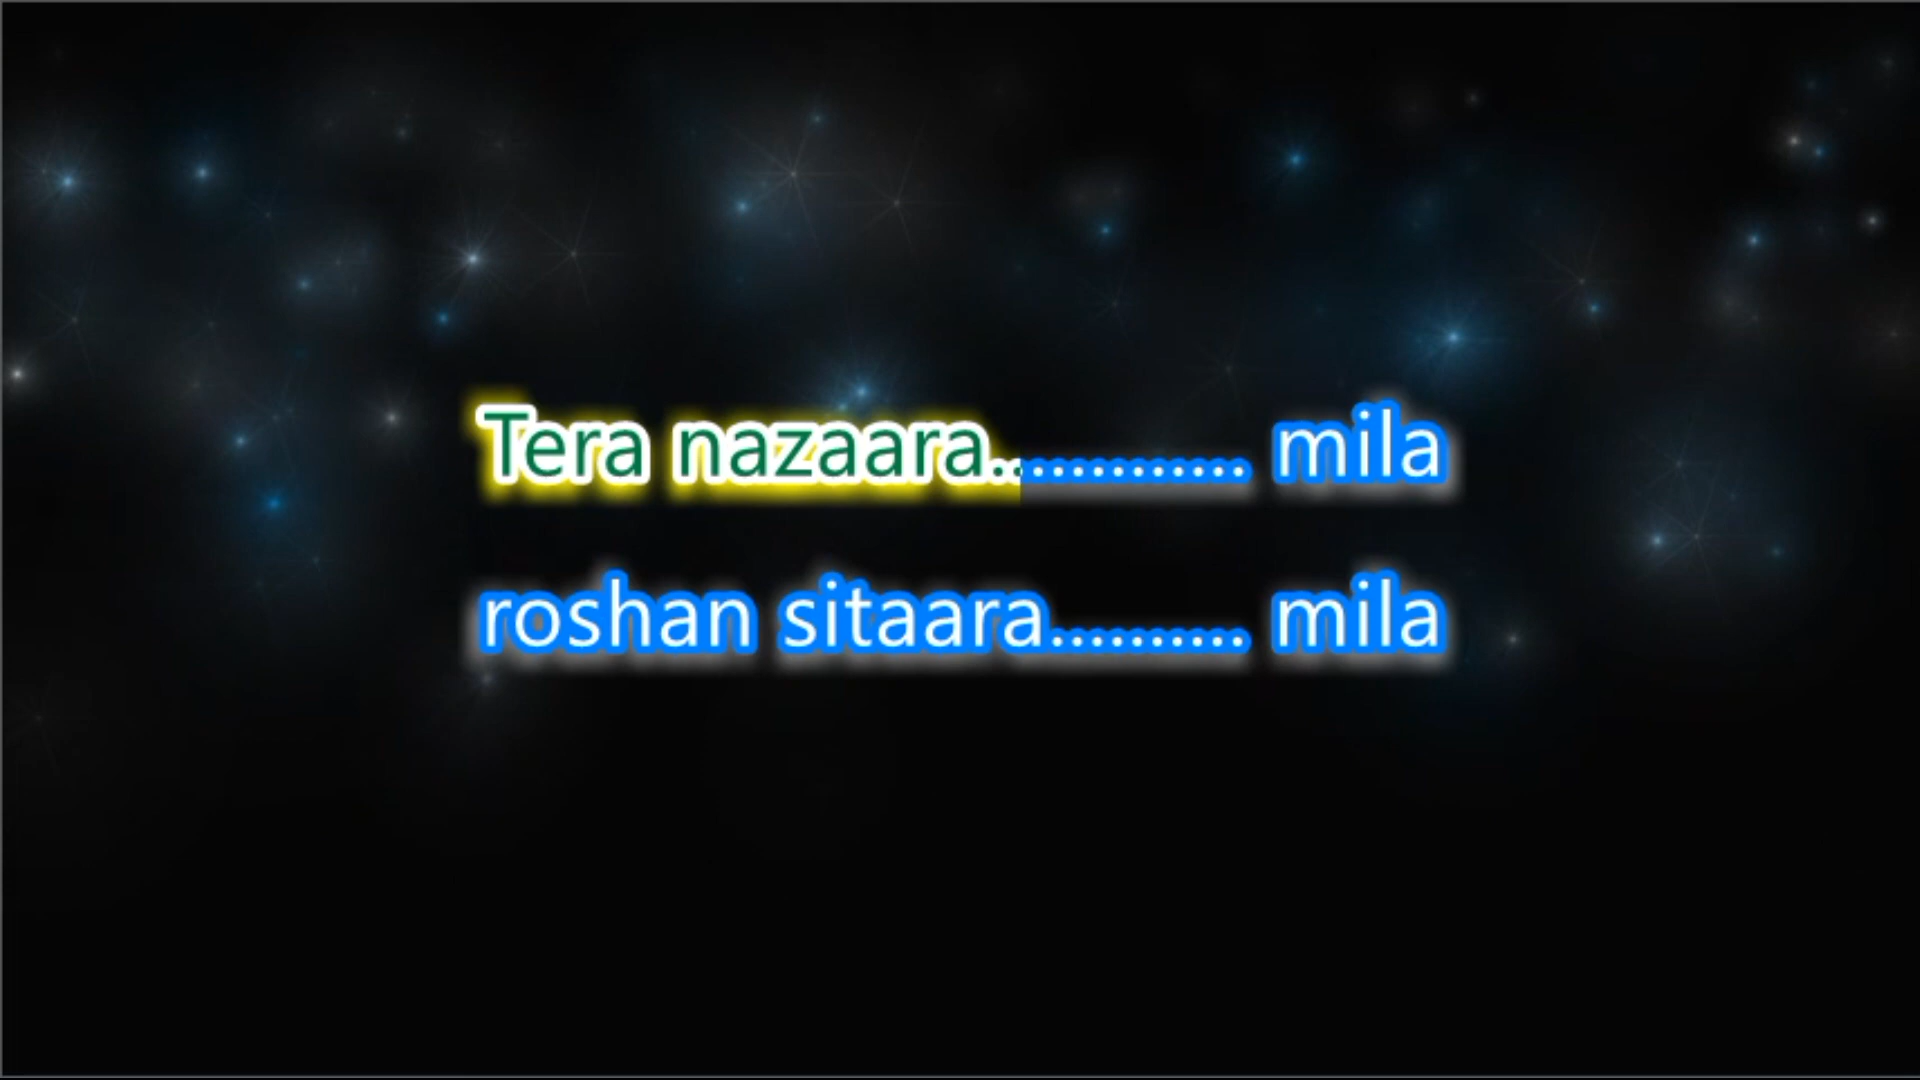 Tera nazaara............. mila
roshan sitaara.......... mila